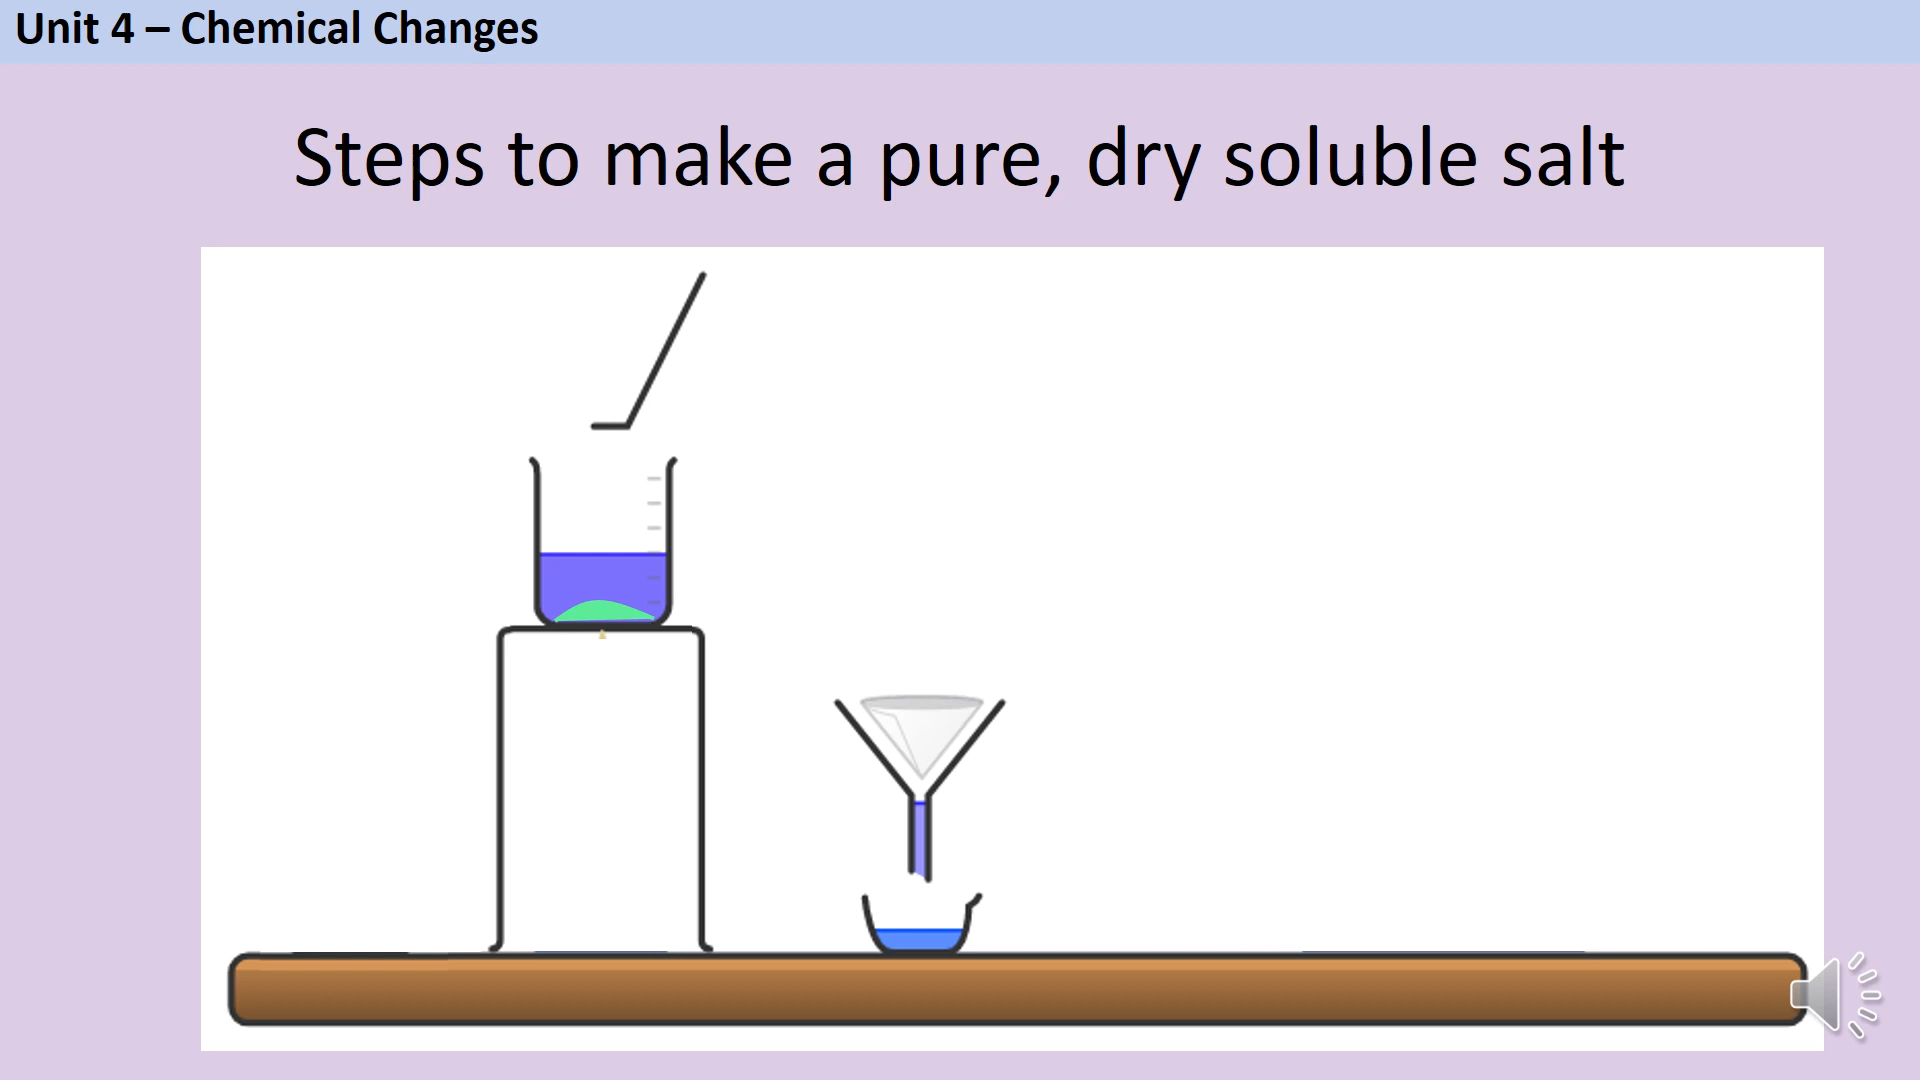 Unit 4 – Chemical Changes
Steps to make a pure, dry soluble salt